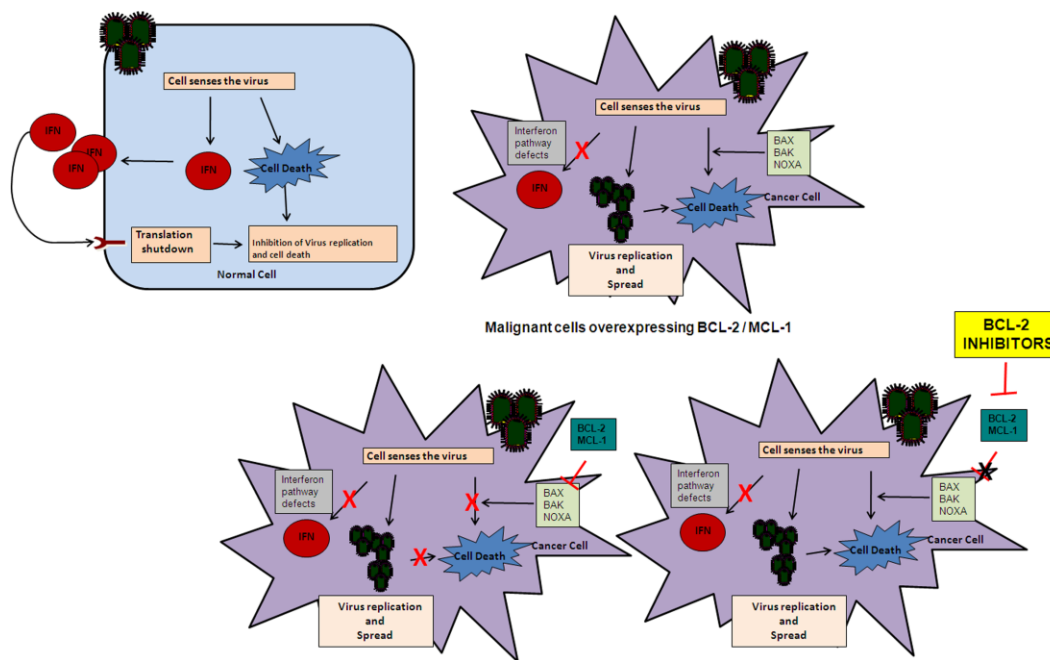 Cell senses the virus
IFN
IFN
IFN
IFN
Cell Death
Translation
shutdown
Inhibition of Virus replication
and cell death
Normal Cell
Cell senses the virus
Interferon
pathway
defects
X
IFN
BAX
BAK
NOXA
Cell Death
Cancer Cell
Virus replication
and
Spread
Malignant cells overexpressing BCL-2 / MCL-1
BCL-2
MCL-1
Cell senses the virus
Interferon
pathway
defects
X
X
BAX
BAK
NOXA
IFN
X
Cell Death
Cancer Cell
Virus replication
and
Spread
BCL-2
INHIBITORS
BCL-2
MCL-1
X
Cell senses the virus
Interferon
pathway
defects
X
BAX
BAK
NOXA
IFN
Cell Death
Cancer Cell
Virus replication
and
Spread